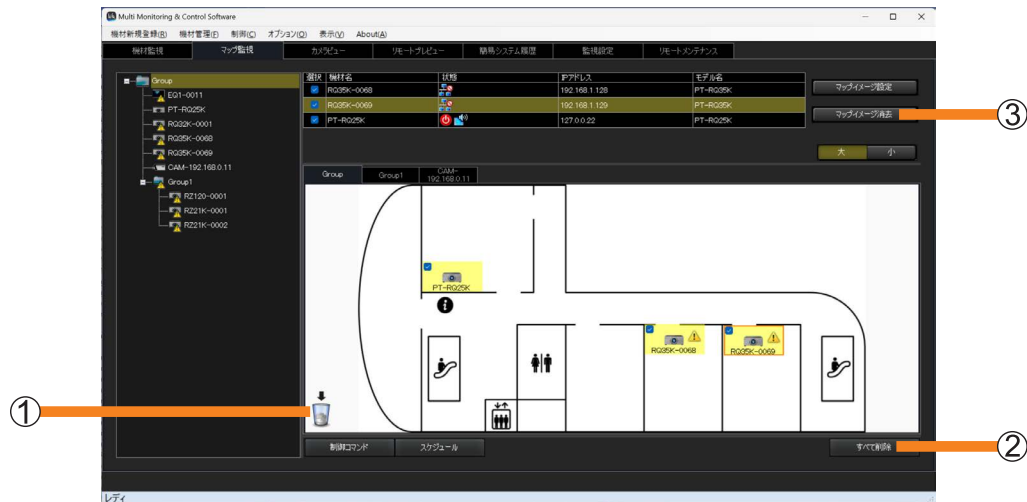 Multi Monitoring & Control Software
機材新規登録(R) 機材管理(E) 制御(C) オプション(O) 表示(V) About(A)
機材監視 マップ監視 カメラビュー リモートプレビュー 簡易システム履歴 監視設定 リモートメンテナンス
Group
EQ1-0011
PT-RQ25K
RQ32K-0001
RQ35K-0068
RQ35K-0069
CAM-192.168.0.11
Group1
RZ120-0001
RZ21K-0001
RZ21K-0002
選択 機材名 状態 IPアドレス モデル名
RQ35K-0068 192.168.1.128 PT-RQ35K
RQ35K-0069 192.168.1.129 PT-RQ35K
PT-RQ25K 127.0.0.22 PT-RQ25K
マップイメージ設定
マップイメージ消去
③
大 小
Group Group1 CAM-
192.168.0.11
PT-RQ25K
RQ35K-0068 RQ35K-0069
①
制御コマンド スケジュール すべて削除
②
レディ